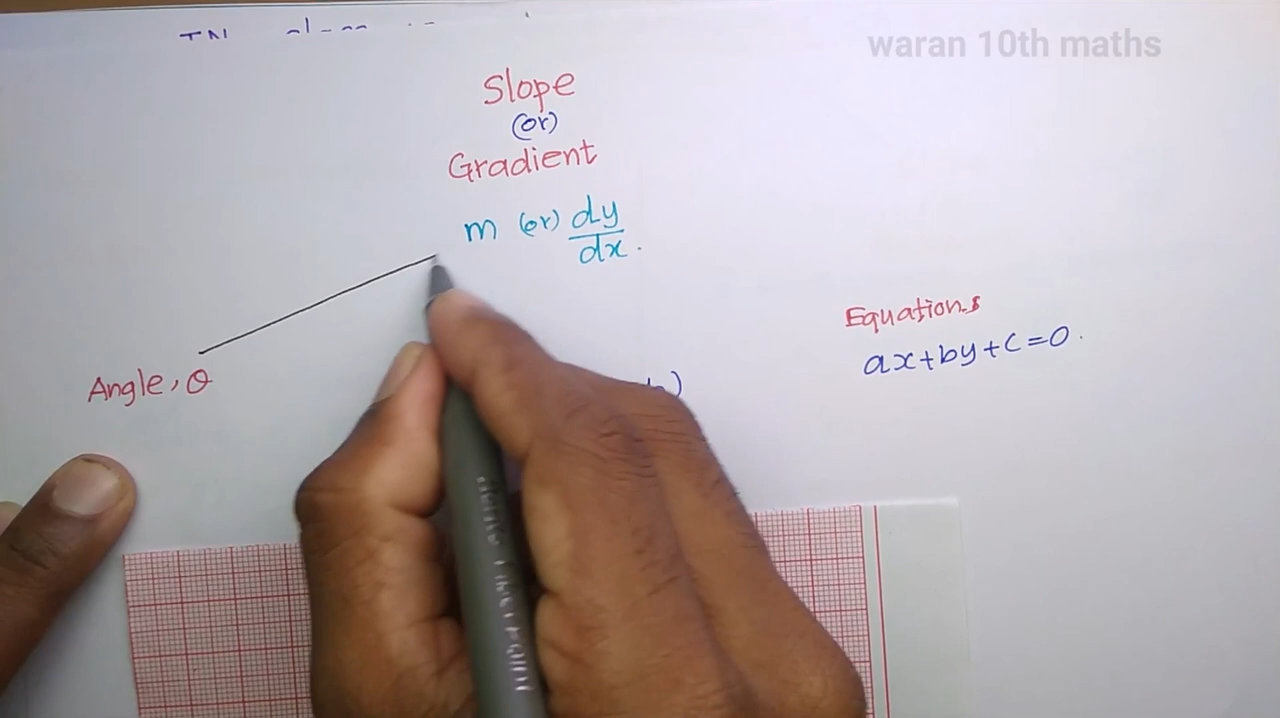 waran 10th maths
Slope
(or)
Gradient
m (or) dy/dx.
Equations
ax+by+c=0.
Angle, θ